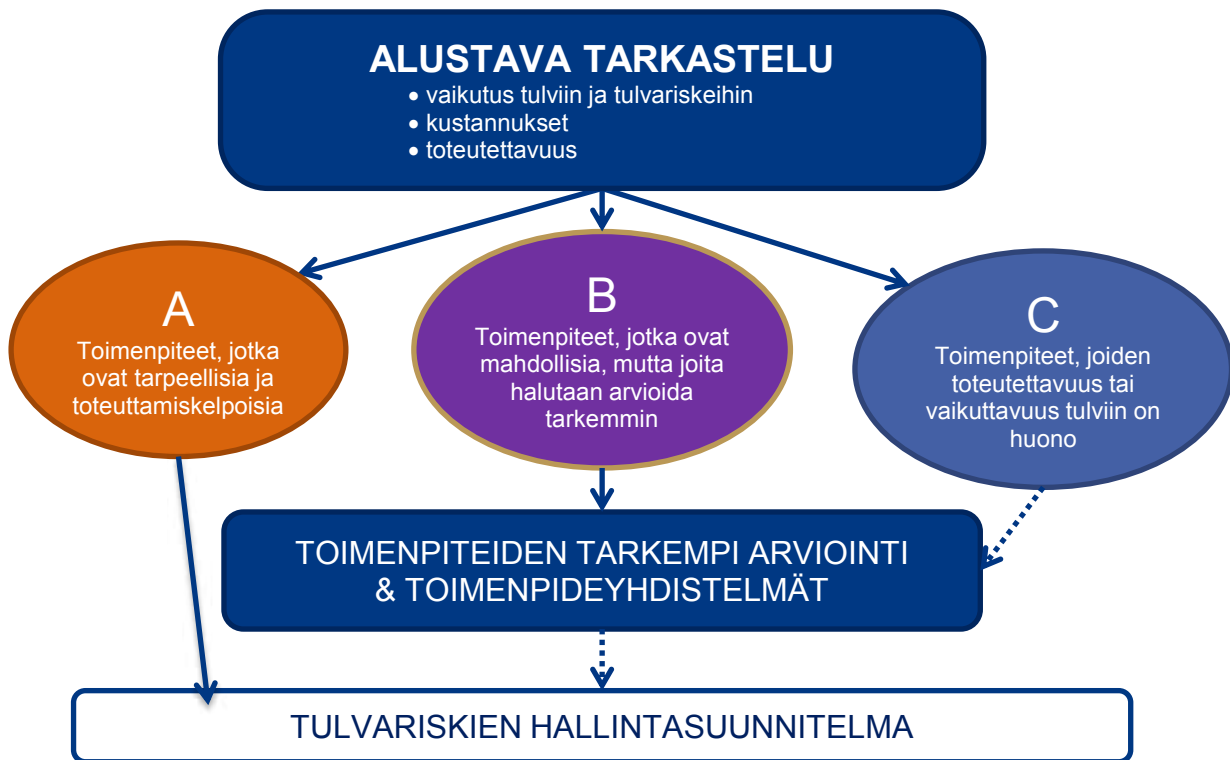 ALUSTAVA TARKASTELU
• vaikutus tulviin ja tulvariskeihin
• kustannukset
• toteutettavuus
A
Toimenpiteet, jotka
ovat tarpeellisia ja
toteuttamiskelpoisia
B
Toimenpiteet, jotka ovat
mahdollisia, mutta joita
halutaan arvioida
tarkemmin
C
Toimenpiteet, joiden
toteutettavuus tai
vaikuttavuus tulviin on
huono
TOIMENPITEIDEN TARKEMPI ARVIOINTI
& TOIMENPIDEYHDISTELMÄT
TULVARISKIEN HALLINTASUUNNITELMA